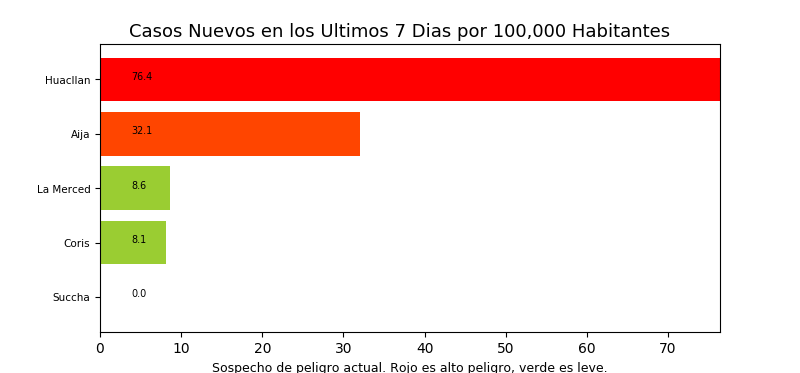 Casos Nuevos en los Ultimos 7 Dias por 100,000 Habitantes
Huacllan 76.4
Aija 32.1
La Merced 8.6
Coris 8.1
Succha 0.0
0 10 20 30 40 50 60 70
Sospecho de peligro actual. Rojo es alto peligro, verde es leve.